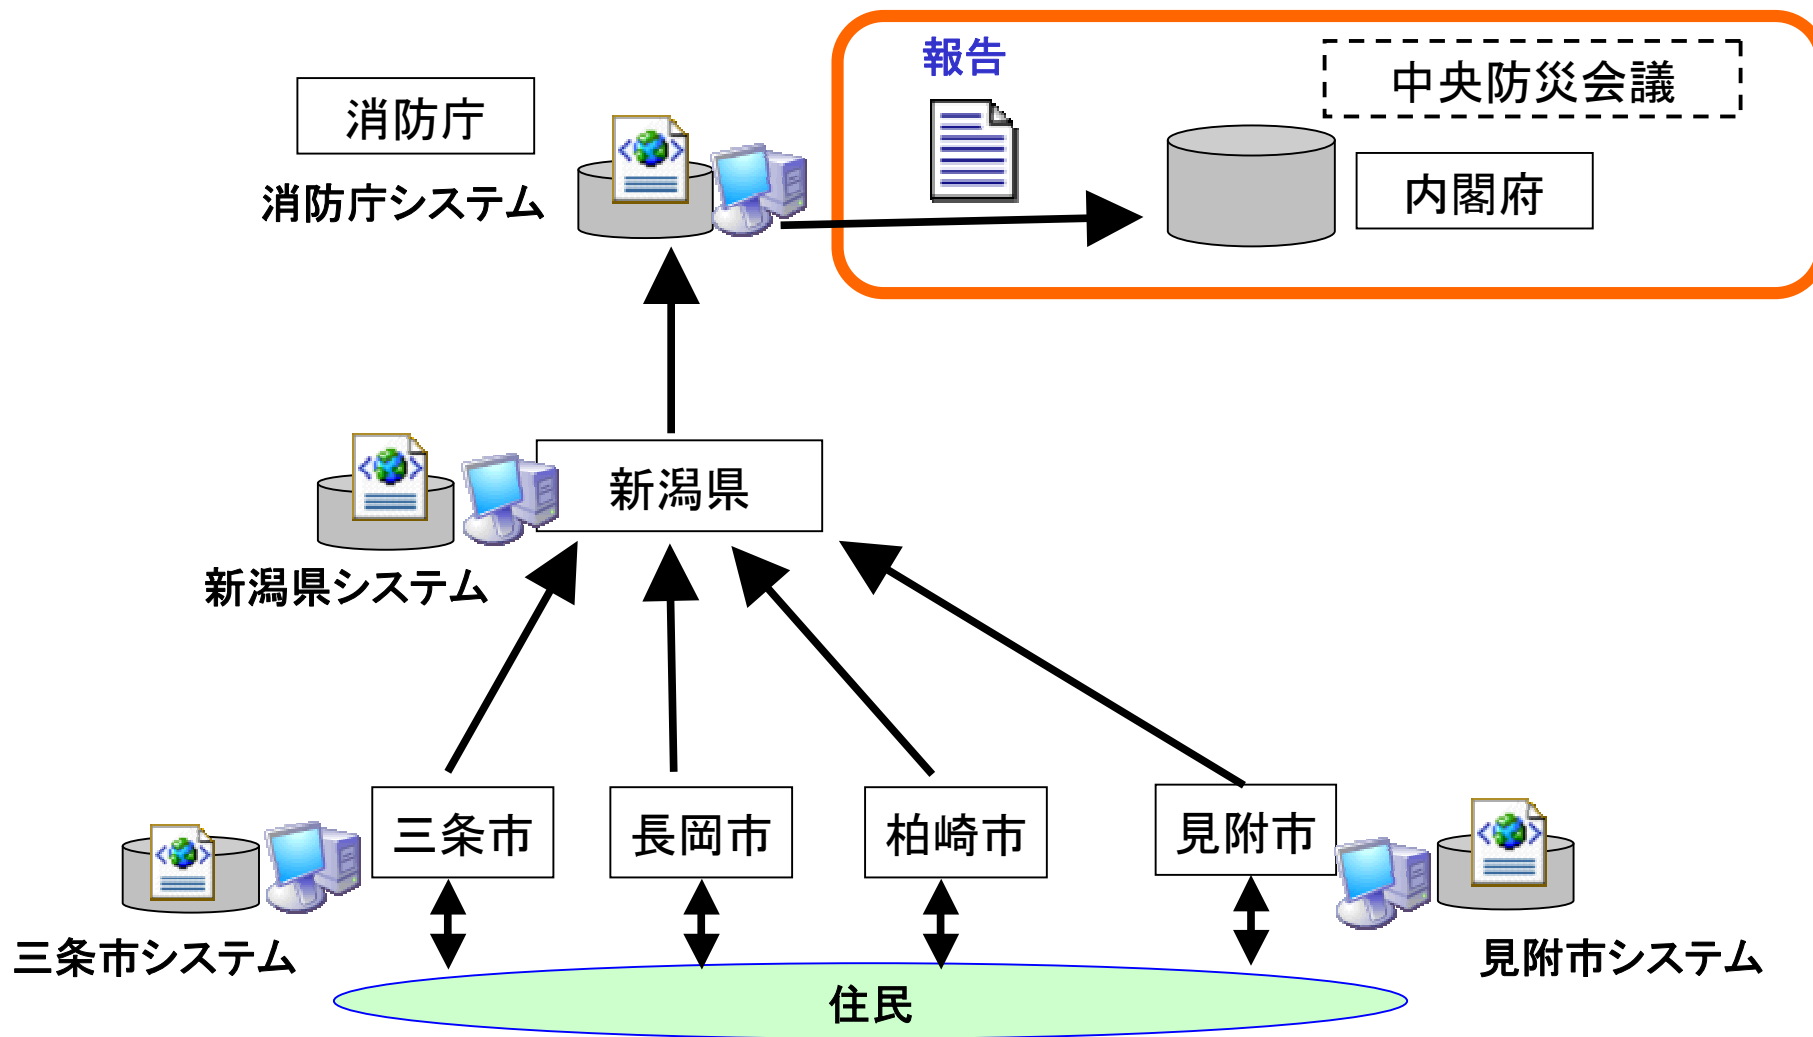 報告
中央防災会議
消防庁
内閣府
消防庁システム
新潟県
新潟県システム
三条市
長岡市
柏崎市
見附市
三条市システム
見附市システム
住民